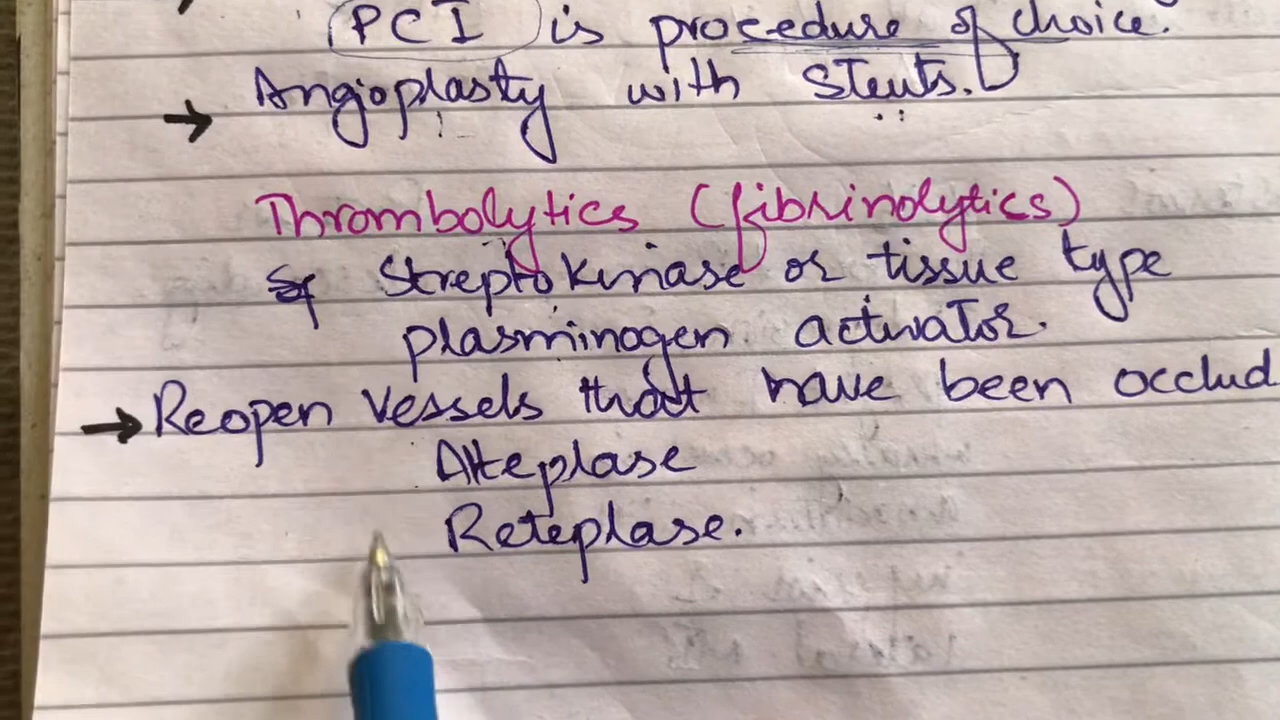 PCI is procedure of choice.
→ Angioplasty with Stents.
Thrombolytics (fibrinolytics)
Streptokinase or tissue type
plasminogen activator.
→ Reopen vessels that have been occlud
Alteplase
Reteplase.